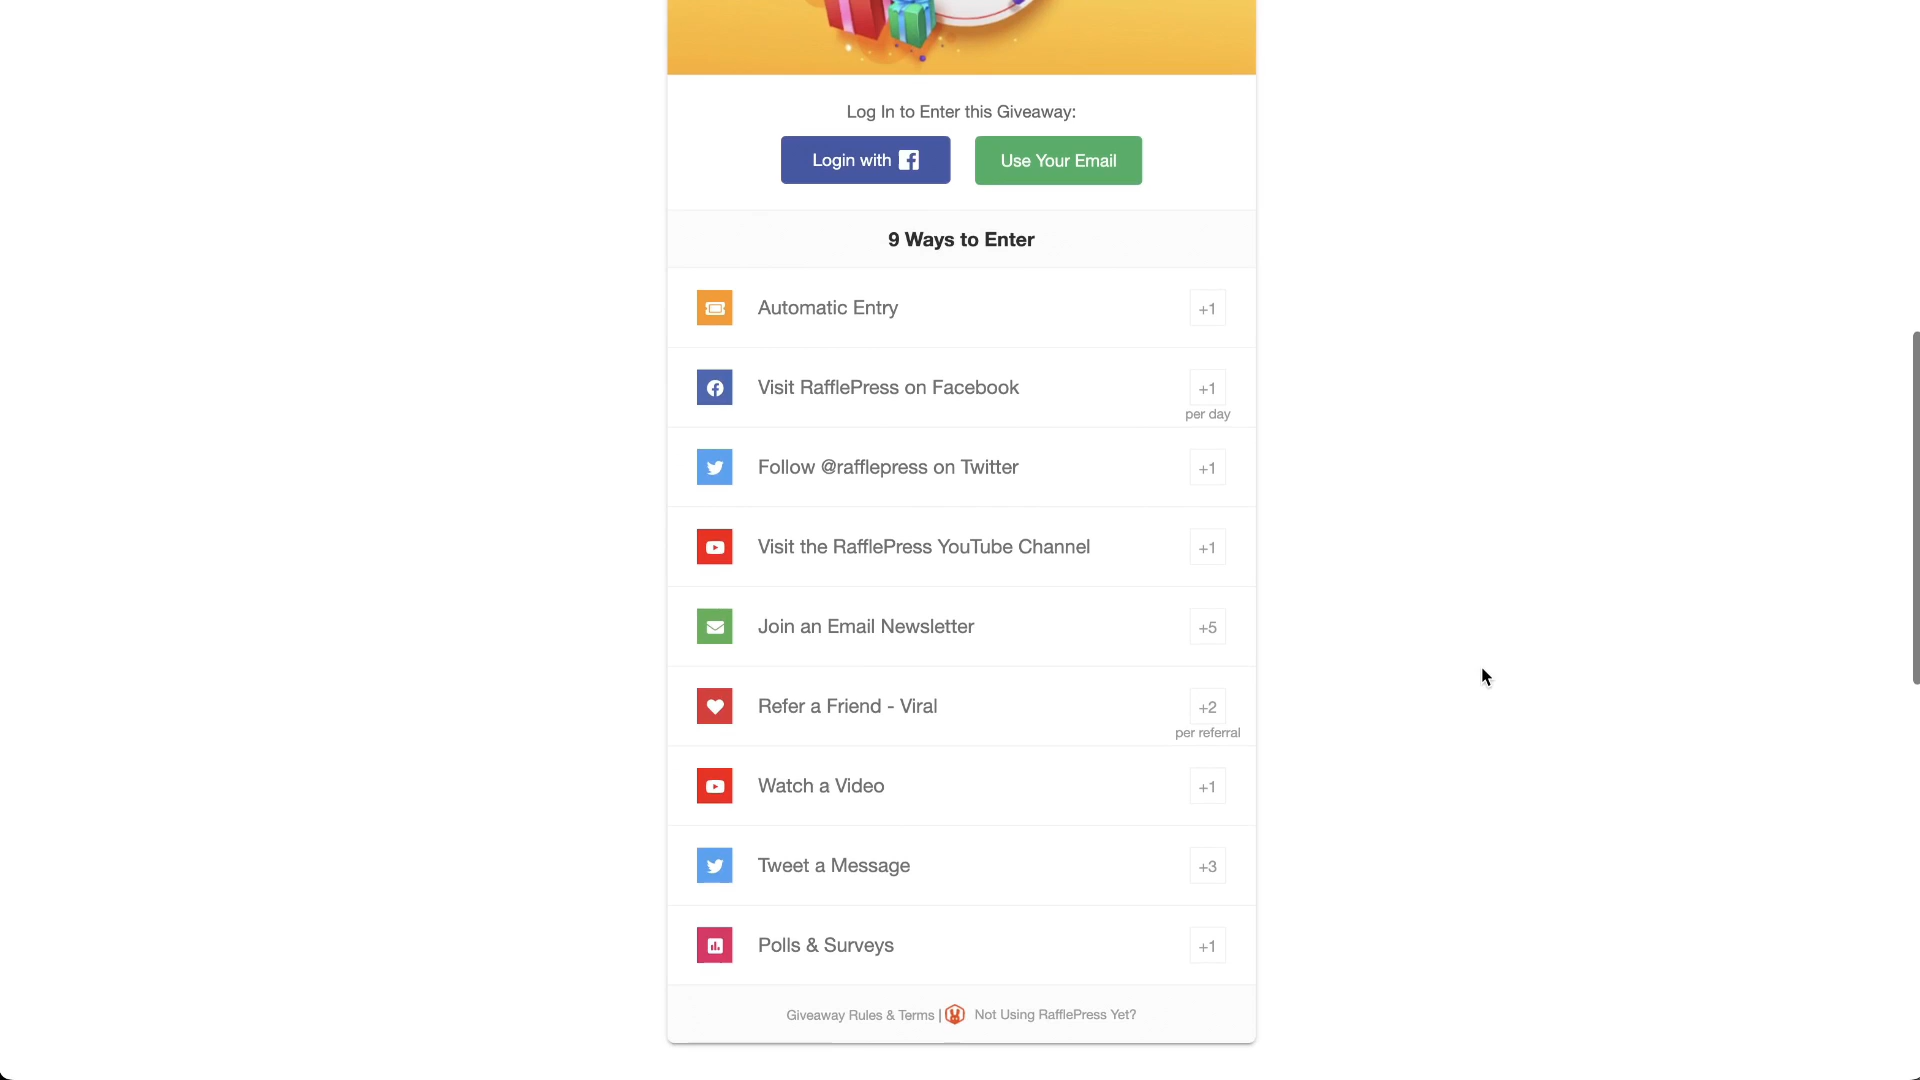 Log In to Enter this Giveaway:
Login with
Use Your Email
9 Ways to Enter
Automatic Entry
+1
Visit RafflePress on Facebook
+1
per day
Follow @rafflepress on Twitter
+1
Visit the RafflePress YouTube Channel
+1
Join an Email Newsletter
+5
Refer a Friend - Viral
+2
per referral
Watch a Video
+1
Tweet a Message
+3
Polls & Surveys
+1
Giveaway Rules & Terms | Not Using RafflePress Yet?